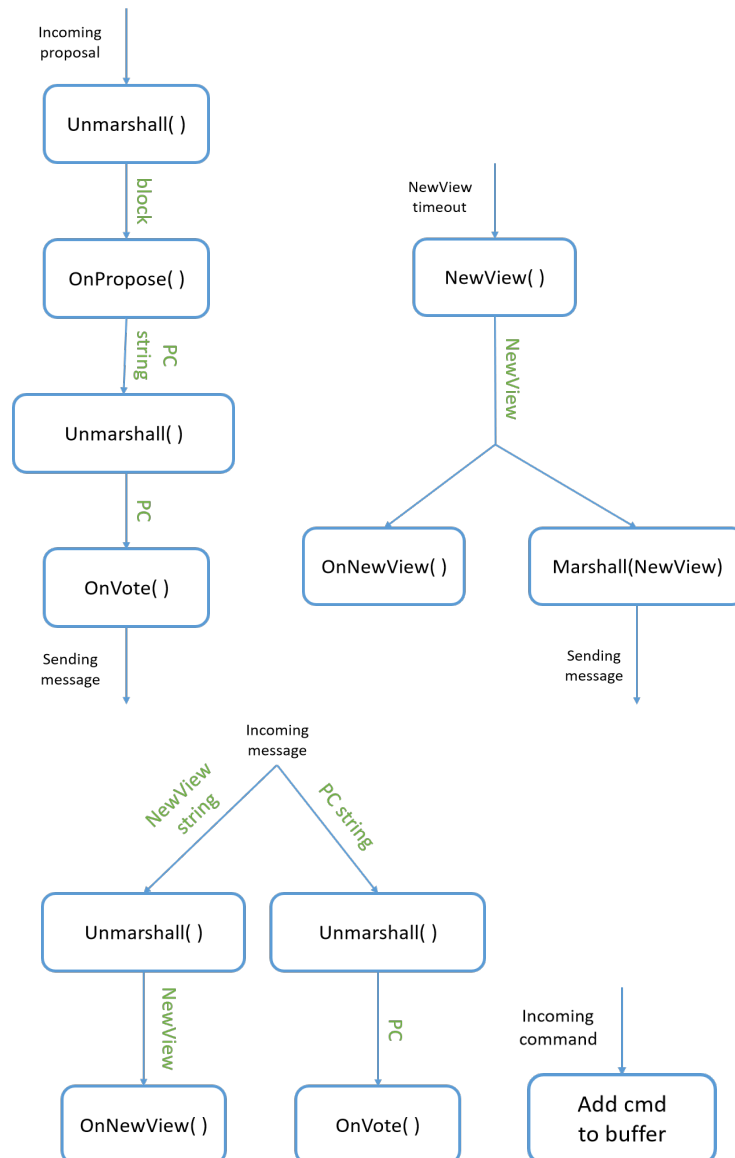 Incoming
proposal
Unmarshall( )
block
OnPropose( )
PC
string
Unmarshall( )
PC
OnVote( )
Sending
message
NewView
timeout
NewView( )
NewView
OnNewView( )
Marshall(NewView)
Sending
message
Incoming
message
NewView
string
PC string
Unmarshall( )
Unmarshall( )
NewView
PC
OnNewView( )
OnVote( )
Incoming
command
Add cmd
to buffer